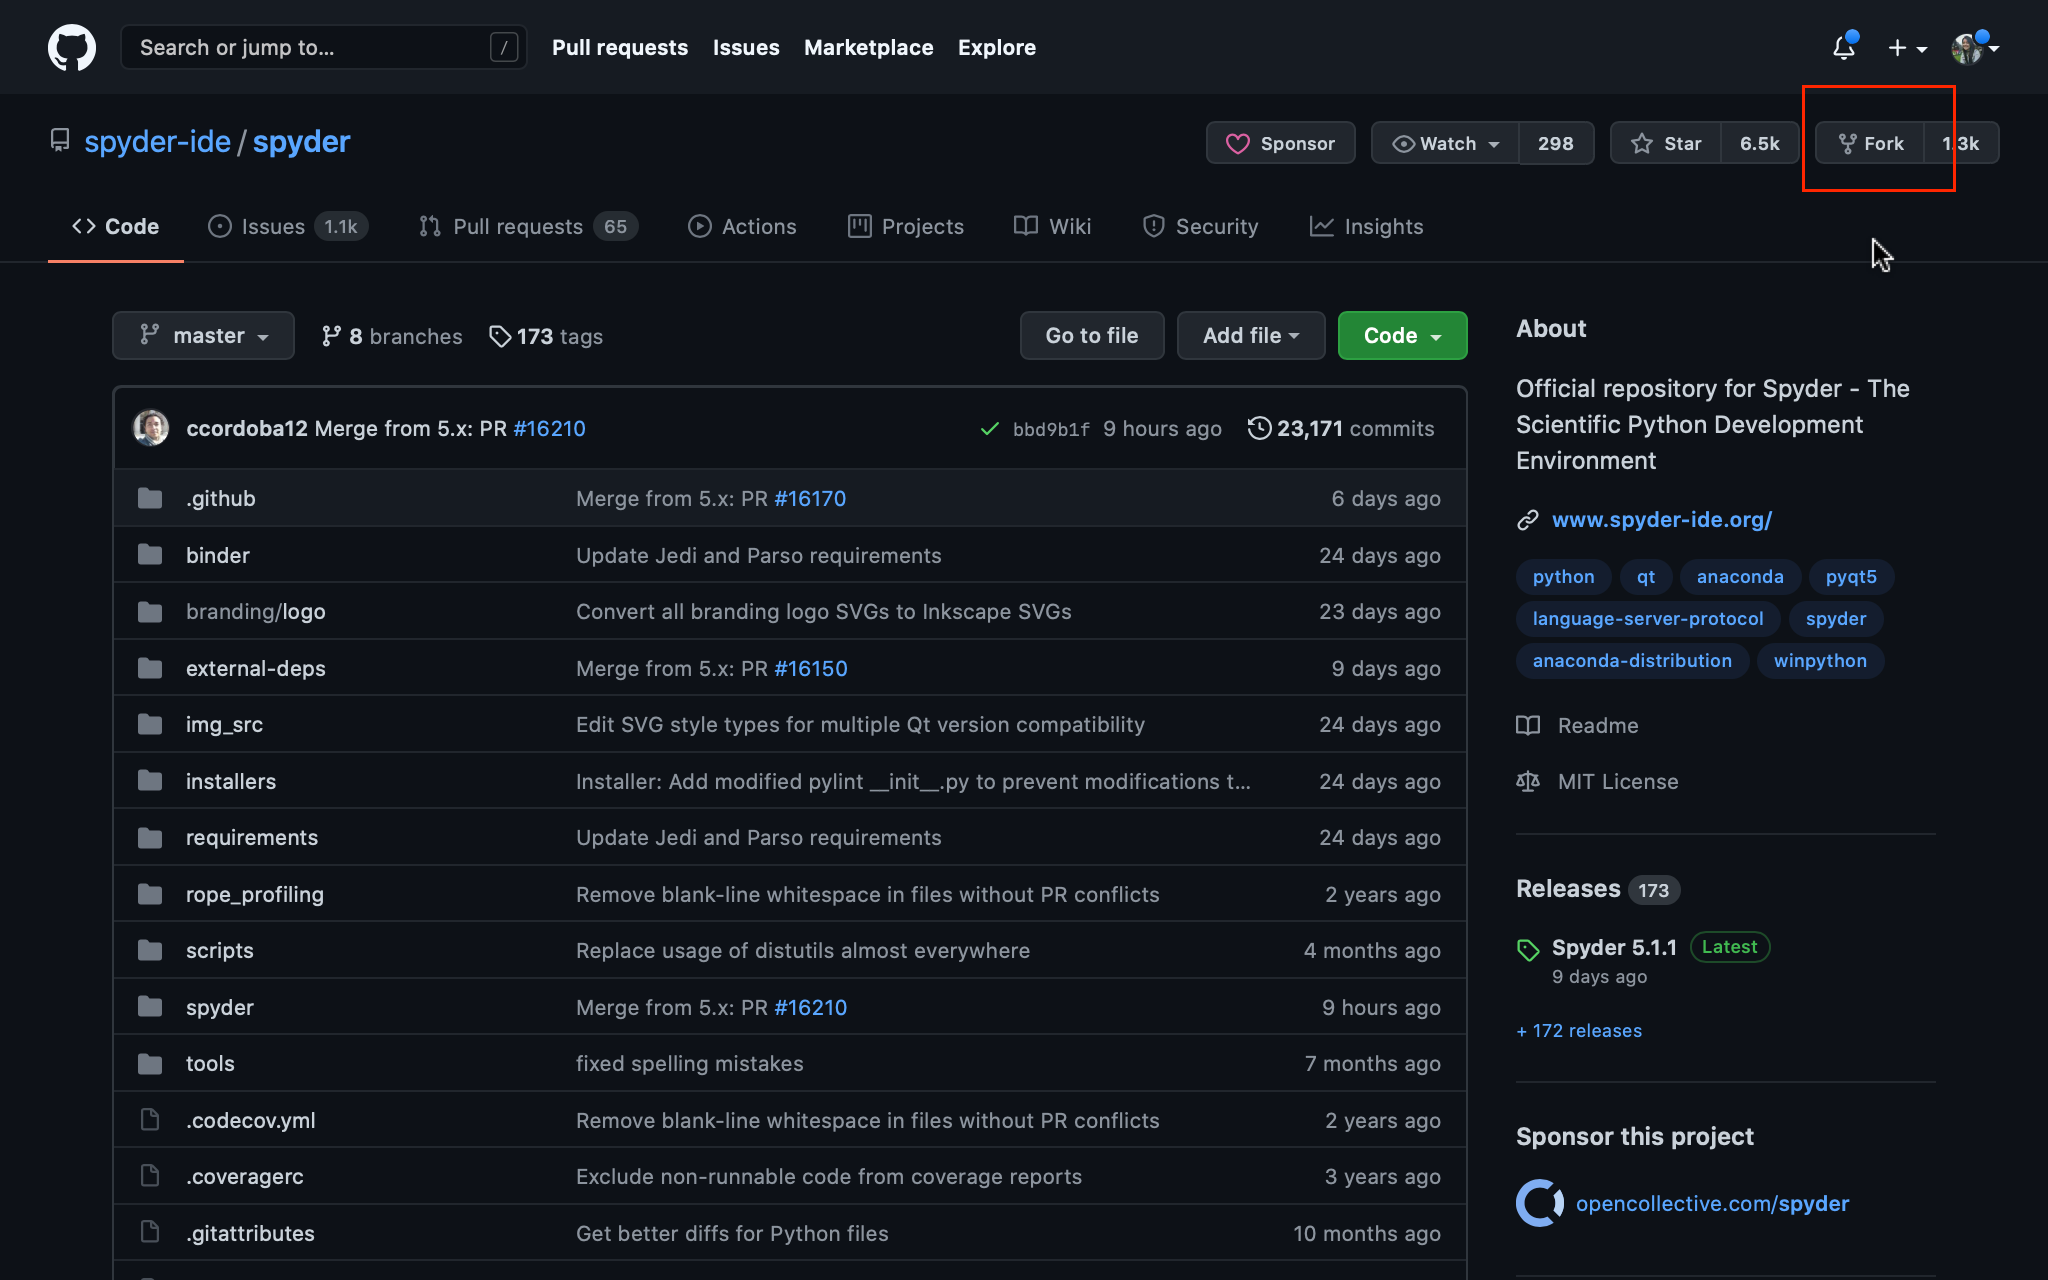 Search or jump to... /
Pull requests Issues Marketplace Explore
spyder-ide / spyder
Sponsor Watch 298 Star 6.5k Fork 1.3k
Code Issues 1.1k Pull requests 65 Actions Projects Wiki Security Insights
master 8 branches 173 tags Go to file Add file Code
ccordoba12 Merge from 5.x: PR #16210 bbd9b1f 9 hours ago 23,171 commits
.github Merge from 5.x: PR #16170 6 days ago
binder Update Jedi and Parso requirements 24 days ago
branding/logo Convert all branding logo SVGs to Inkscape SVGs 23 days ago
external-deps Merge from 5.x: PR #16150 9 days ago
img_src Edit SVG style types for multiple Qt version compatibility 24 days ago
installers Installer: Add modified pylint __init__.py to prevent modifications t... 24 days ago
requirements Update Jedi and Parso requirements 24 days ago
rope_profiling Remove blank-line whitespace in files without PR conflicts 2 years ago
scripts Replace usage of distutils almost everywhere 4 months ago
spyder Merge from 5.x: PR #16210 9 hours ago
tools fixed spelling mistakes 7 months ago
.codecov.yml Remove blank-line whitespace in files without PR conflicts 2 years ago
.coveragerc Exclude non-runnable code from coverage reports 3 years ago
.gitattributes Get better diffs for Python files 10 months ago
About
Official repository for Spyder - The
Scientific Python Development
Environment
www.spyder-ide.org/
python qt anaconda pyqt5
language-server-protocol spyder
anaconda-distribution winpython
Readme
MIT License
Releases 173
Spyder 5.1.1 Latest
9 days ago
+ 172 releases
Sponsor this project
opencollective.com/spyder